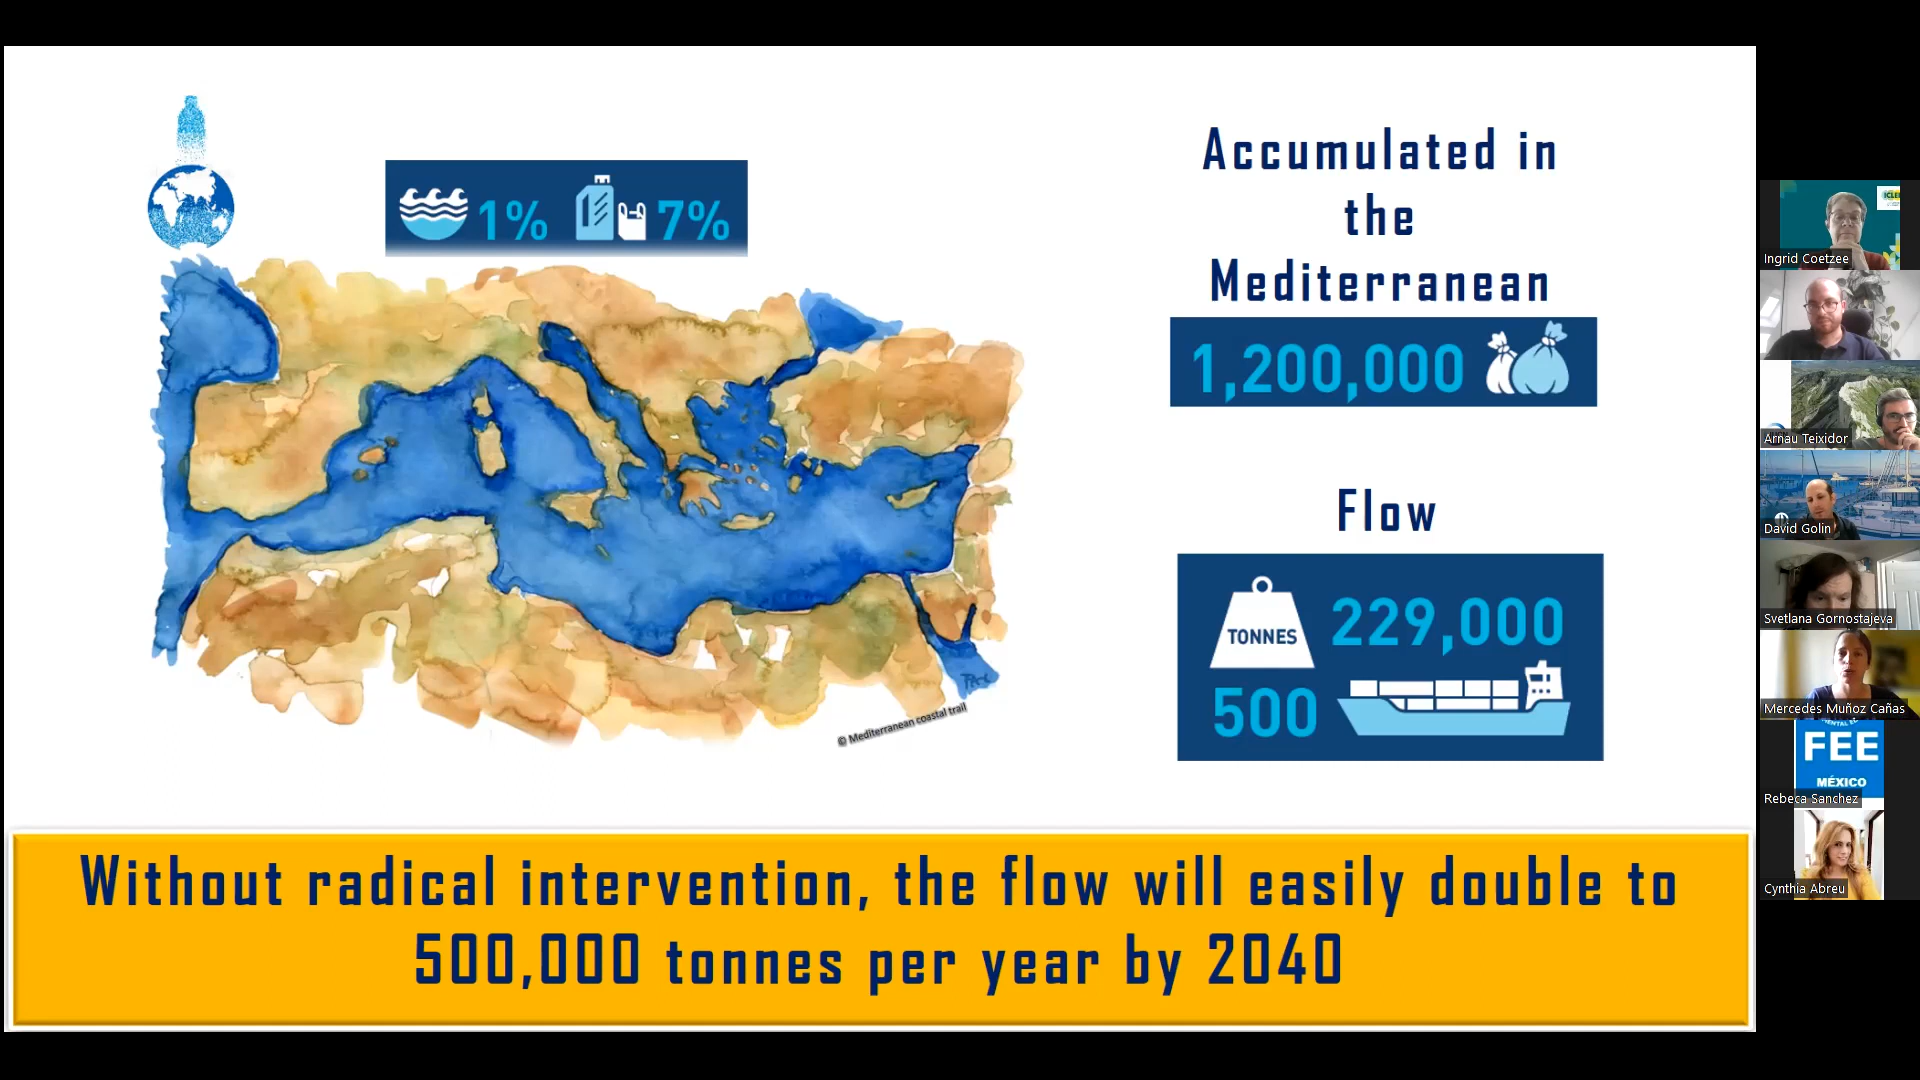 1% 7%
Accumulated in
the
Mediterranean
1,200,000
Flow
TONNES 229,000
500
© Mediterranean coastal trail
Without radical intervention, the flow will easily double to
500,000 tonnes per year by 2040
Ingrid Coetzee
Arnau Teixidor
David Golin
Svetlana Gornostajeva
Mercedes Muñoz Cañas
FEE
MÉXICO
Rebeca Sanchez
Cynthia Abreu